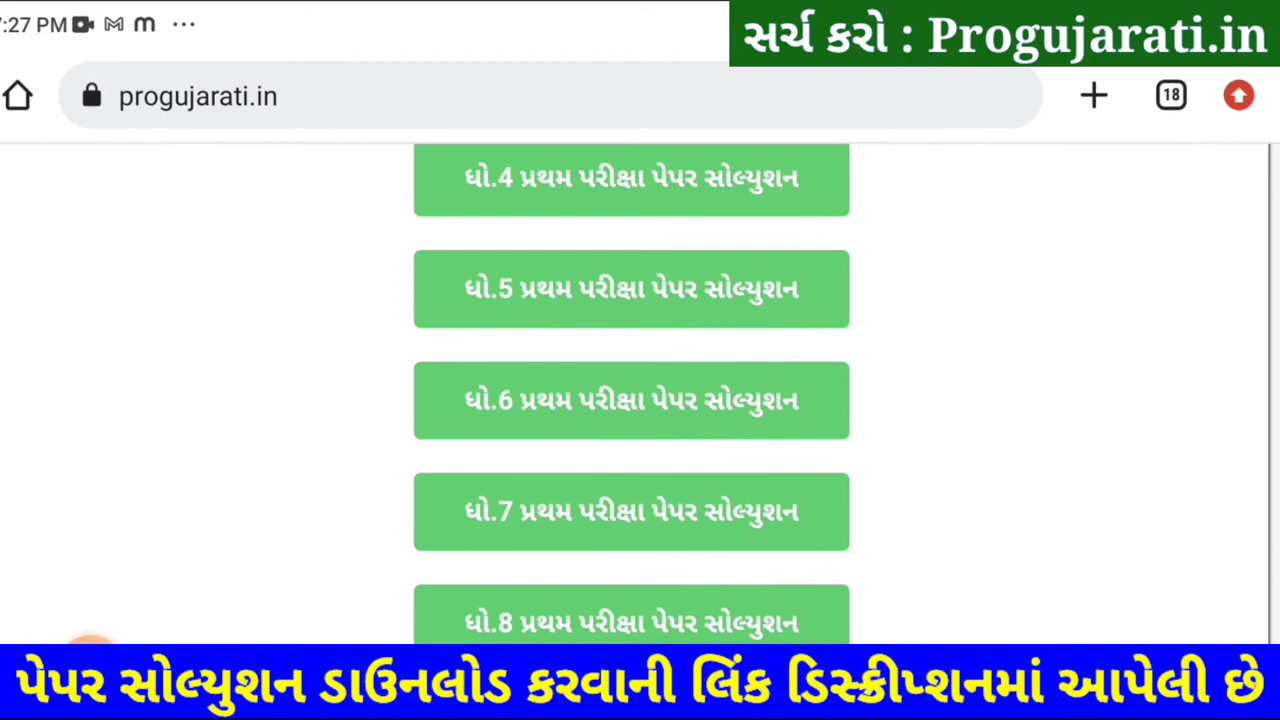 :27 PM M m ...
સર્ચ કરો : Progujarati.in
progujarati.in
18
ધો.4 પ્રથમ પરીક્ષા પેપર સોલ્યુશન
ધો.5 પ્રથમ પરીક્ષા પેપર સોલ્યુશન
ધો.6 પ્રથમ પરીક્ષા પેપર સોલ્યુશન
ધો.7 પ્રથમ પરીક્ષા પેપર સોલ્યુશન
ધો.8 પ્રથમ પરીક્ષા પેપર સોલ્યુશન
પેપર સોલ્યુશન ડાઉનલોડ કરવાની લિંક ડિસ્ક્રીપ્શનમાં આપેલી છે